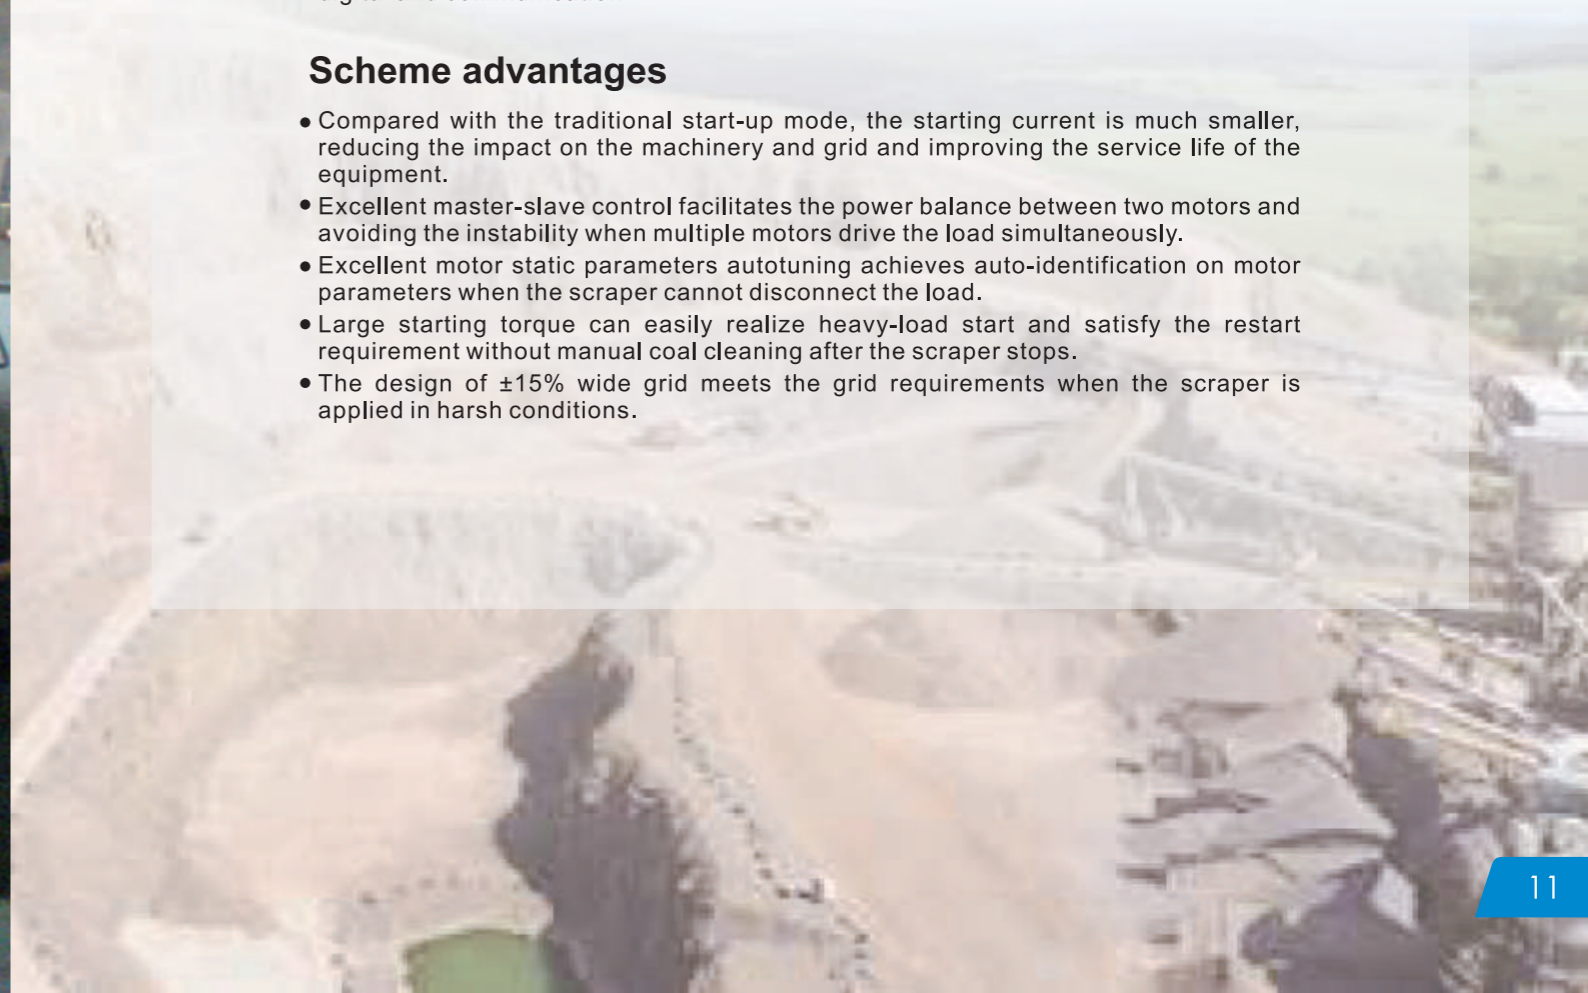 Scheme advantages
● Compared with the traditional start-up mode, the starting current is much smaller,
reducing the impact on the machinery and grid and improving the service life of the
equipment.
● Excellent master-slave control facilitates the power balance between two motors and
avoiding the instability when multiple motors drive the load simultaneously.
● Excellent motor static parameters autotuning achieves auto-identification on motor
parameters when the scraper cannot disconnect the load.
● Large starting torque can easily realize heavy-load start and satisfy the restart
requirement without manual coal cleaning after the scraper stops.
● The design of ±15% wide grid meets the grid requirements when the scraper is
applied in harsh conditions.
11